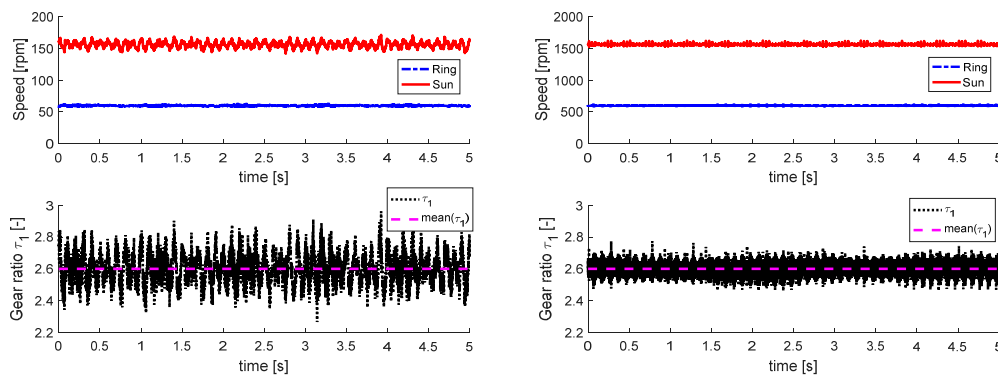 200
150
100
50
0
Speed [rpm]
Ring
Sun
0 0.5 1 1.5 2 2.5 3 3.5 4 4.5 5
time [s]
2000
1500
1000
500
0
Speed [rpm]
Ring
Sun
0 0.5 1 1.5 2 2.5 3 3.5 4 4.5 5
time [s]
3
2.8
2.6
2.4
2.2
Gear ratio τ1 [-]
τ1
mean(τ1)
0 0.5 1 1.5 2 2.5 3 3.5 4 4.5 5
time [s]
3
2.8
2.6
2.4
2.2
Gear ratio τ1 [-]
τ1
mean(τ1)
0 0.5 1 1.5 2 2.5 3 3.5 4 4.5 5
time [s]